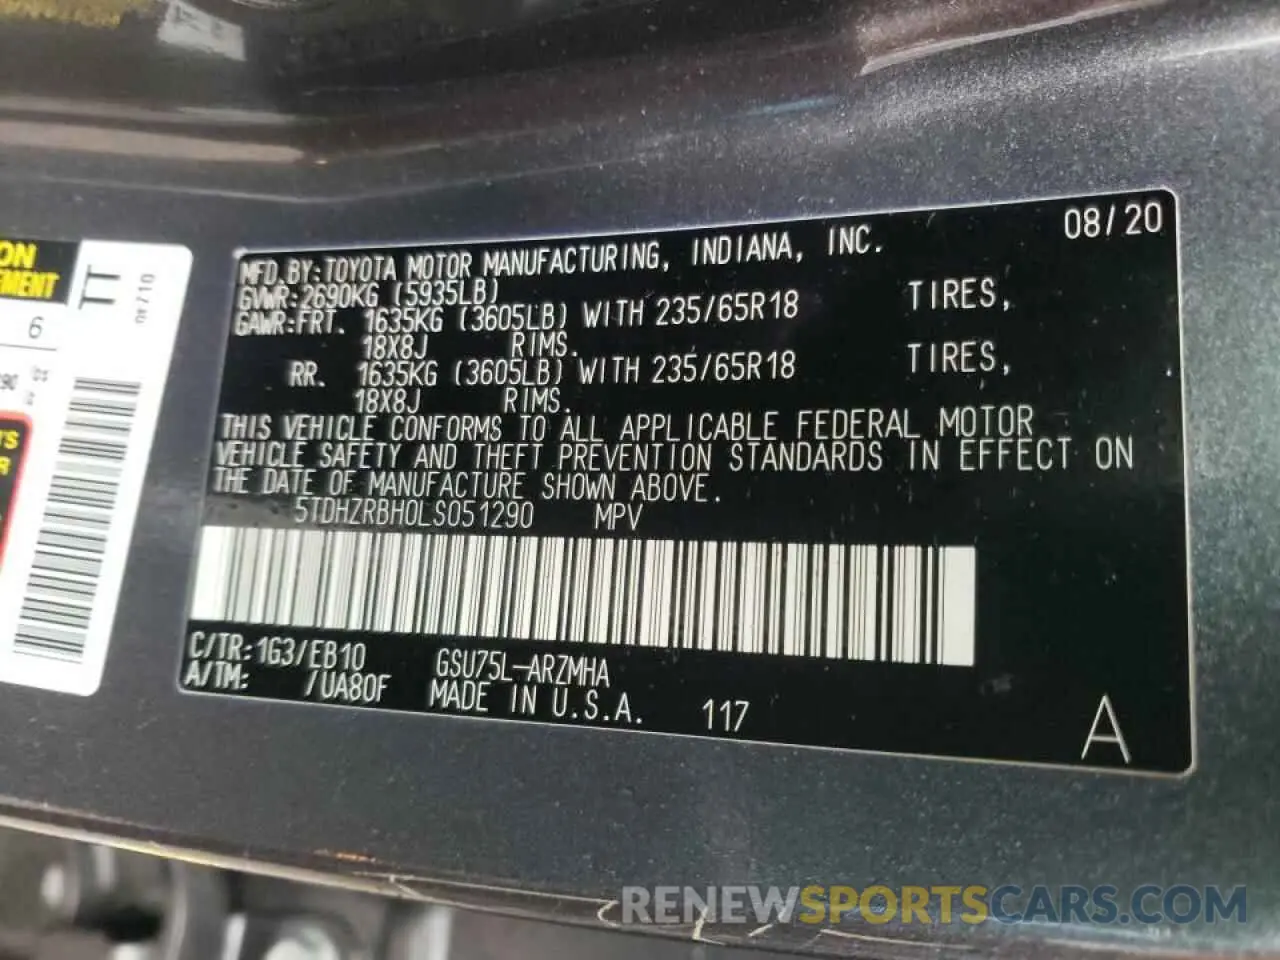 MFD.BY:TOYOTA MOTOR MANUFACTURING, INDIANA, INC. 08/20
GVWR:2690KG (5935LB)
GAWR:FRT. 1635KG (3605LB) WITH 235/65R18 TIRES,
18X8J RIMS.
RR. 1635KG (3605LB) WITH 235/65R18 TIRES,
18X8J RIMS.
THIS VEHICLE CONFORMS TO ALL APPLICABLE FEDERAL MOTOR
VEHICLE SAFETY AND THEFT PREVENTION STANDARDS IN EFFECT ON
THE DATE OF MANUFACTURE SHOWN ABOVE.
5TDHZRBH0LS051290 MPV
C/TR:1G3/EB10 GSU75L-ARZMHA
A/TM: /UA80F MADE IN U.S.A. 117
A
TT
6
RENEWSPORTSCARS.COM